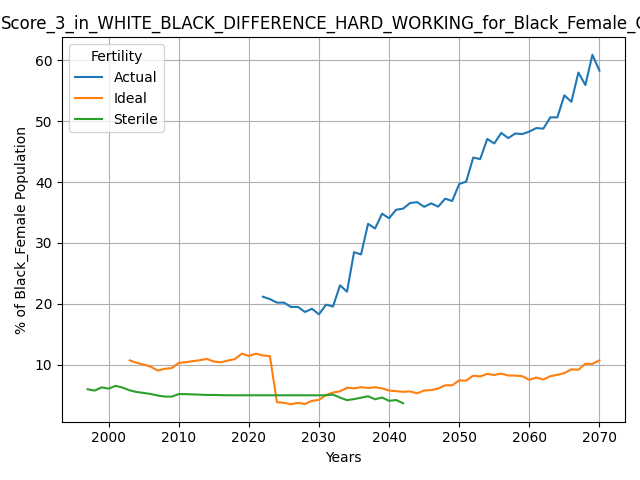 Score_3_in_WHITE_BLACK_DIFFERENCE_HARD_WORKING_for_Black_Female_
Fertility
Actual
Ideal
Sterile
60
50
40
30
20
10
% of Black_Female Population
2000 2010 2020 2030 2040 2050 2060 2070
Years